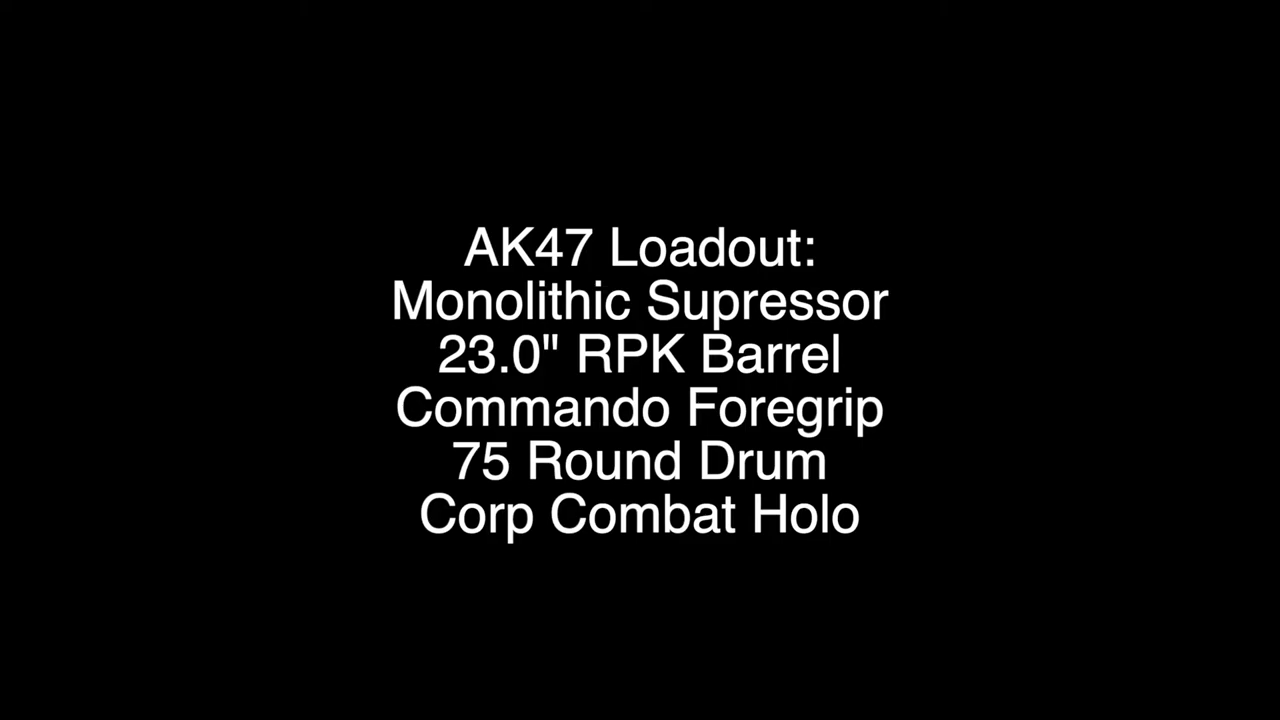 AK47 Loadout:
Monolithic Supressor
23.0" RPK Barrel
Commando Foregrip
75 Round Drum
Corp Combat Holo